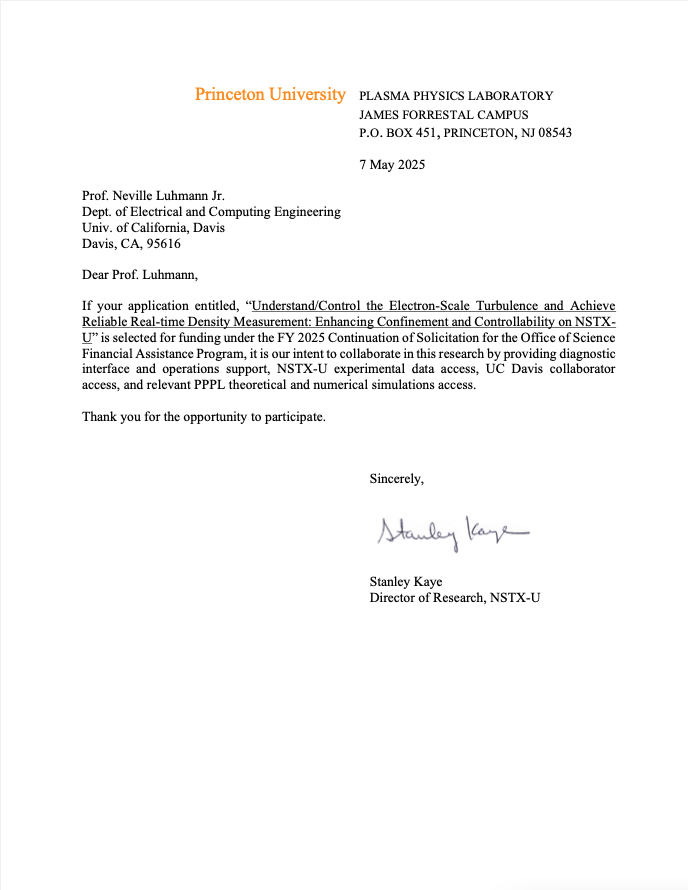 Princeton University PLASMA PHYSICS LABORATORY
JAMES FORRESTAL CAMPUS
P.O. BOX 451, PRINCETON, NJ 08543
7 May 2025
Prof. Neville Luhmann Jr.
Dept. of Electrical and Computing Engineering
Univ. of California, Davis
Davis, CA, 95616
Dear Prof. Luhmann,
If your application entitled, “Understand/Control the Electron-Scale Turbulence and Achieve
Reliable Real-time Density Measurement: Enhancing Confinement and Controllability on NSTX-
U” is selected for funding under the FY 2025 Continuation of Solicitation for the Office of Science
Financial Assistance Program, it is our intent to collaborate in this research by providing diagnostic
interface and operations support, NSTX-U experimental data access, UC Davis collaborator
access, and relevant PPPL theoretical and numerical simulations access.
Thank you for the opportunity to participate.
Sincerely,
Stanley Kaye
Stanley Kaye
Director of Research, NSTX-U